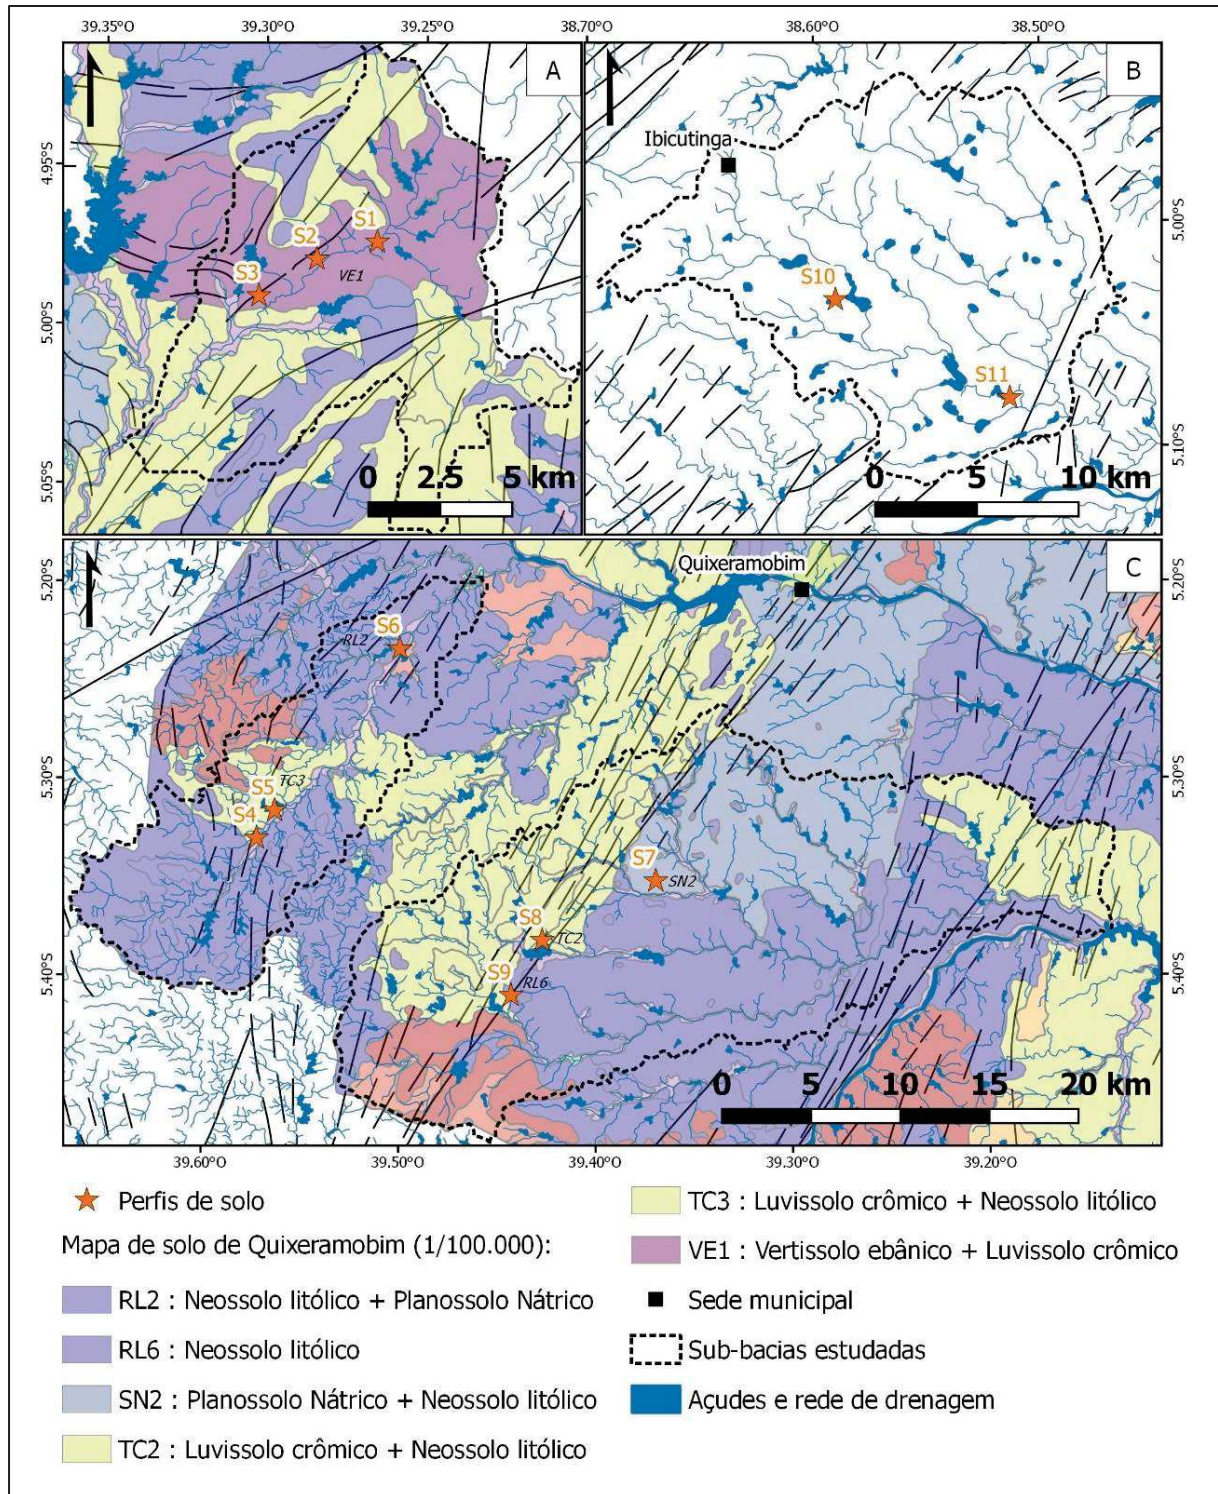 39.35°O 39.30°O 39.25°O 38.70°O 38.60°O 38.50°O
A
B
4.95°S
5.00°S
5.05°S
S1
S2
S3
VE1
0 2.5 5 km
Ibicutinga
S10
S11
5.00°S
5.10°S
0 5 10 km
C
Quixeramobim
5.20°S
5.30°S
5.40°S
5.20°S
5.30°S
5.40°S
S6
RL2
TC3
S5
S4
S7
SN2
S8
TC2
S9
RL6
0 5 10 15 20 km
39.60°O 39.50°O 39.40°O 39.30°O 39.20°O
Perfis de solo
Mapa de solo de Quixeramobim (1/100.000):
RL2 : Neossolo litólico + Planossolo Nátrico
RL6 : Neossolo litólico
SN2 : Planossolo Nátrico + Neossolo litólico
TC2 : Luvissolo crômico + Neossolo litólico
TC3 : Luvissolo crômico + Neossolo litólico
VE1 : Vertissolo ebânico + Luvissolo crômico
Sede municipal
Sub-bacias estudadas
Açudes e rede de drenagem